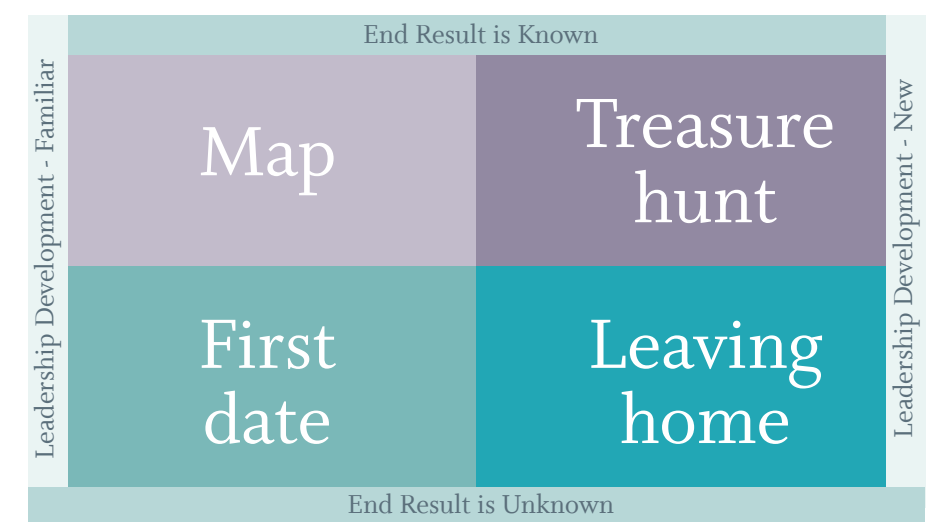 End Result is Known
Leadership Development - Familiar
Map
Treasure
hunt
Leadership Development - New
First
date
Leaving
home
End Result is Unknown